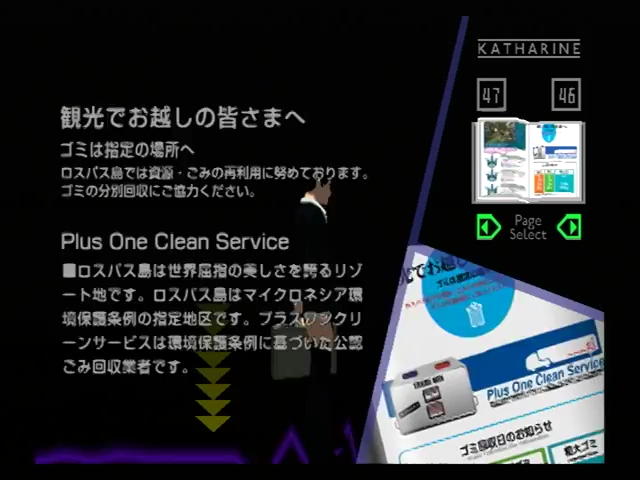 KATHARINE
47 46
観光でお越しの皆さまへ
ゴミは指定の場所へ
ロスパス島では資源・ごみの再利用に努めております。
ゴミの分別回収にご協力ください。
Page
Select
Plus One Clean Service
■ロスパス島は世界屈指の美しさを誇るリゾ
ート地です。ロスパス島はマイクロネシア環
境保護条例の指定地区です。プラスワンクリ
ーンサービスは環境保護条例に基づいた公認
ごみ回収業者です。
Plus One Clean Service
ゴミ回収日のお知らせ
粗大ゴミ